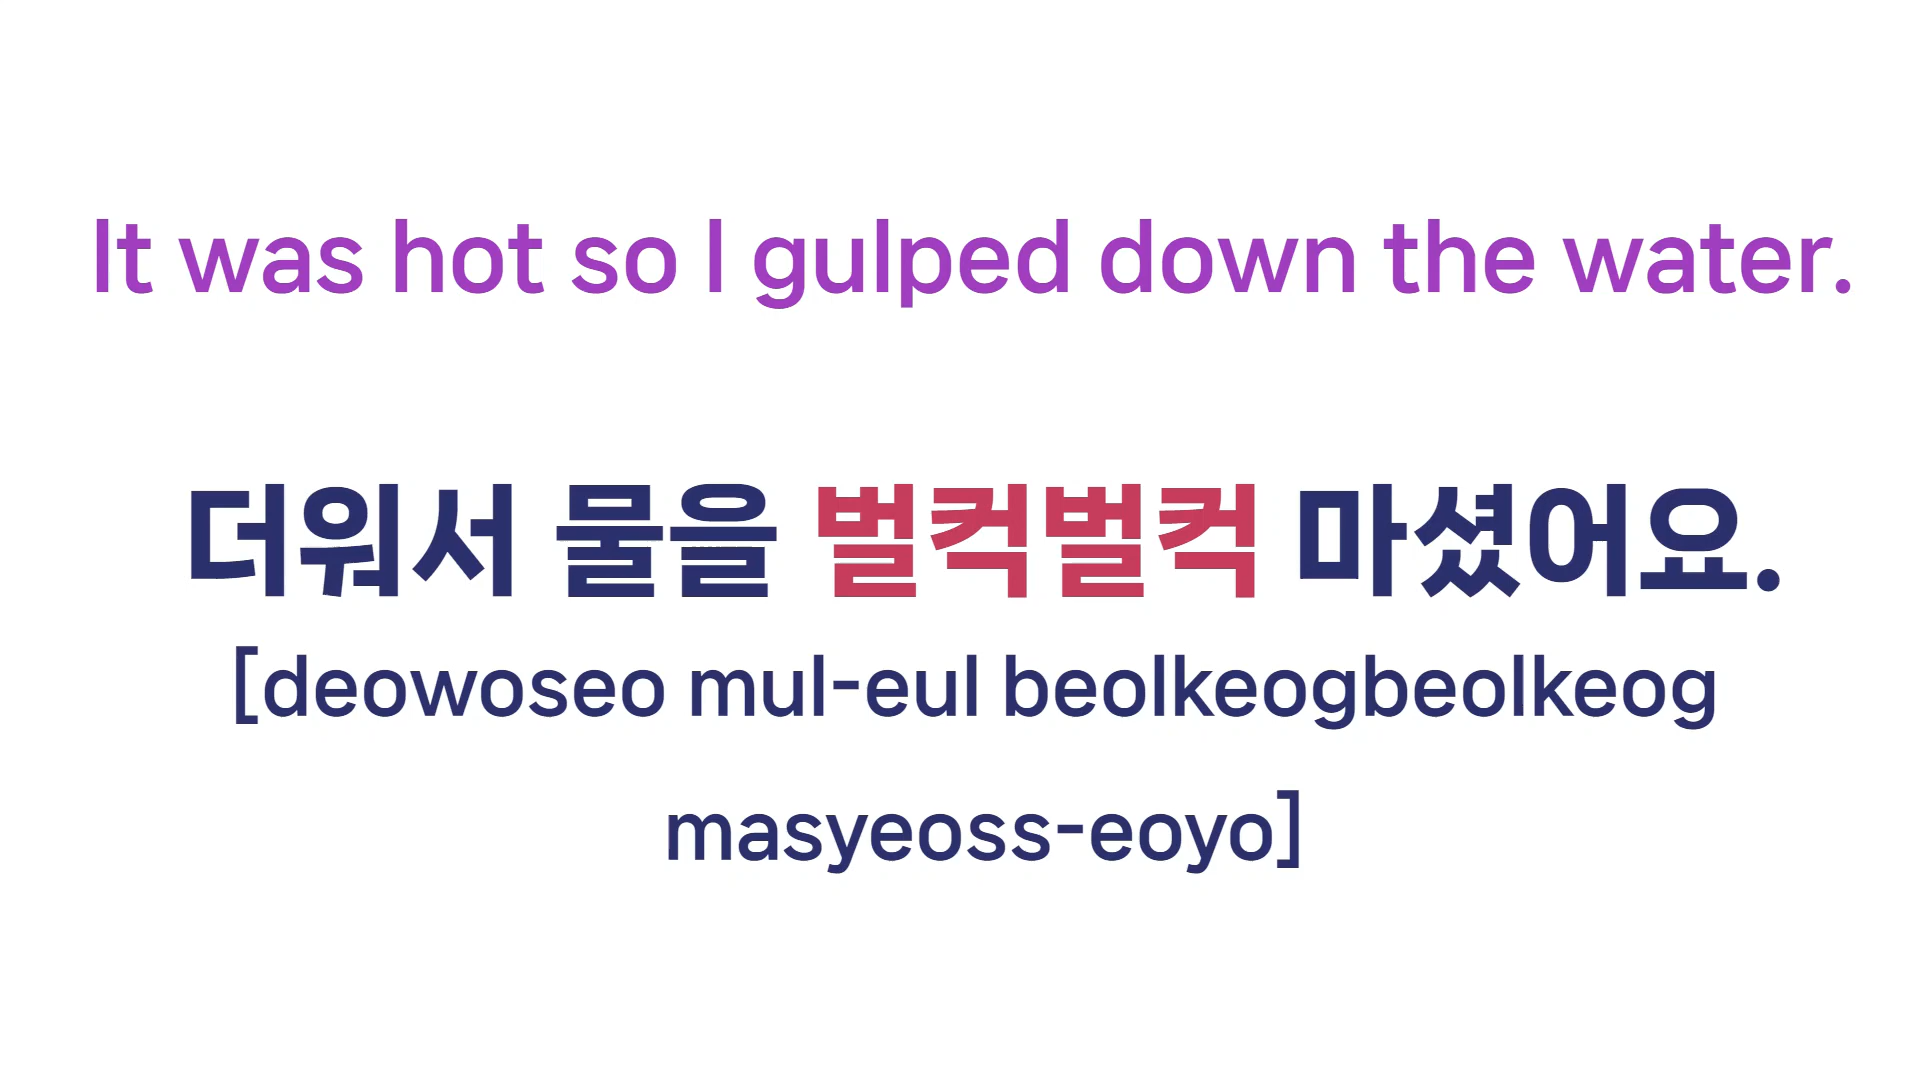 It was hot so I gulped down the water.
더워서 물을 벌컥벌컥 마셨어요.
[deowoseo mul-eul beolkeogbeolkeog
masyeoss-eoyo]